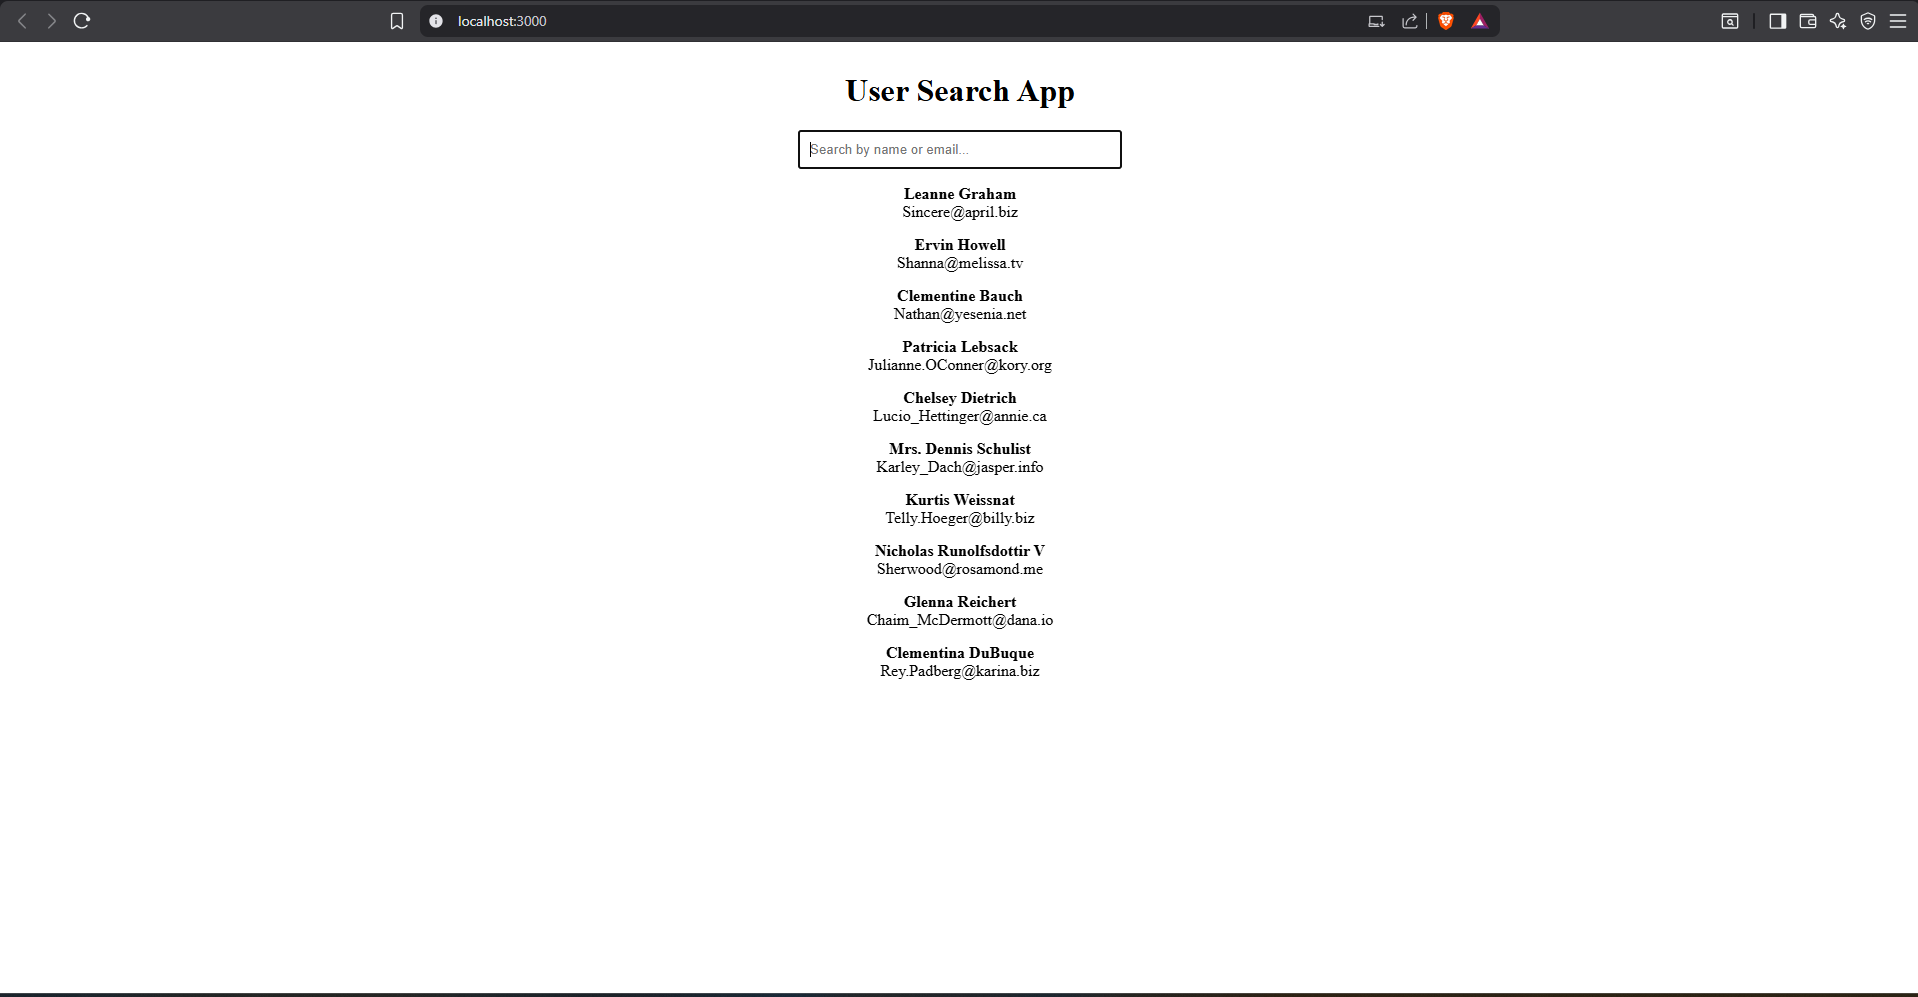 localhost:3000
User Search App
Search by name or email...
Leanne Graham
Sincere@april.biz
Ervin Howell
Shanna@melissa.tv
Clementine Bauch
Nathan@yesenia.net
Patricia Lebsack
Julianne.OConner@kory.org
Chelsey Dietrich
Lucio_Hettinger@annie.ca
Mrs. Dennis Schulist
Karley_Dach@jasper.info
Kurtis Weissnat
Telly.Hoeger@billy.biz
Nicholas Runolfsdottir V
Sherwood@rosamond.me
Glenna Reichert
Chaim_McDermott@dana.io
Clementina DuBuque
Rey.Padberg@karina.biz